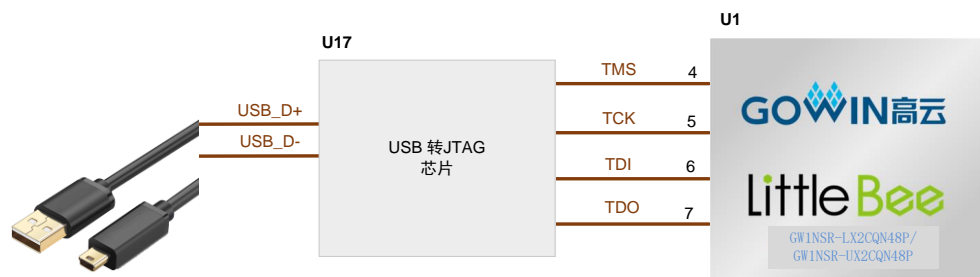 U1
U17
TMS 4
USB_D+
TCK 5
USB_D-
USB 转JTAG
芯片
TDI 6
TDO 7
GOWIN高云
LittleBee
GW1NSR-LX2CQN48P/
GW1NSR-UX2CQN48P